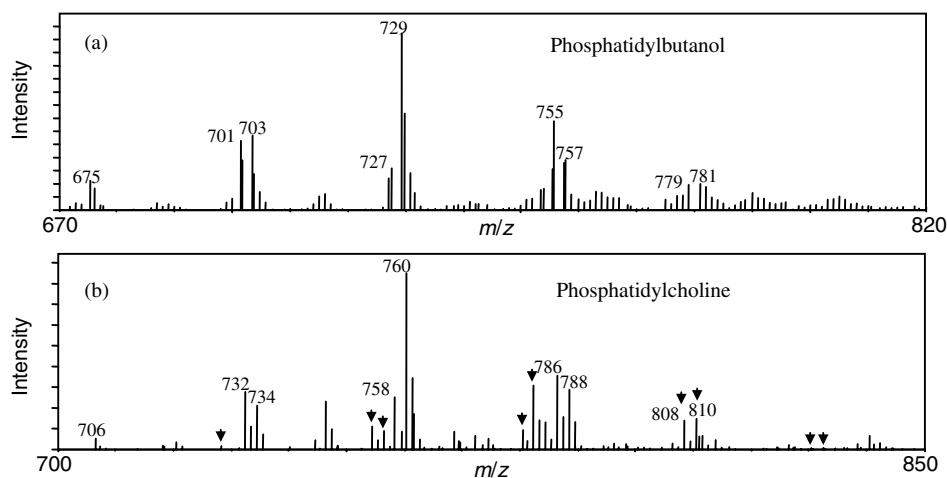 (a)
Phosphatidylbutanol
Intensity
675
701
703
727
729
755
757
779
781
670
m/z
820
(b)
Phosphatidylcholine
Intensity
706
732
734
758
760
786
788
808
810
700
m/z
850